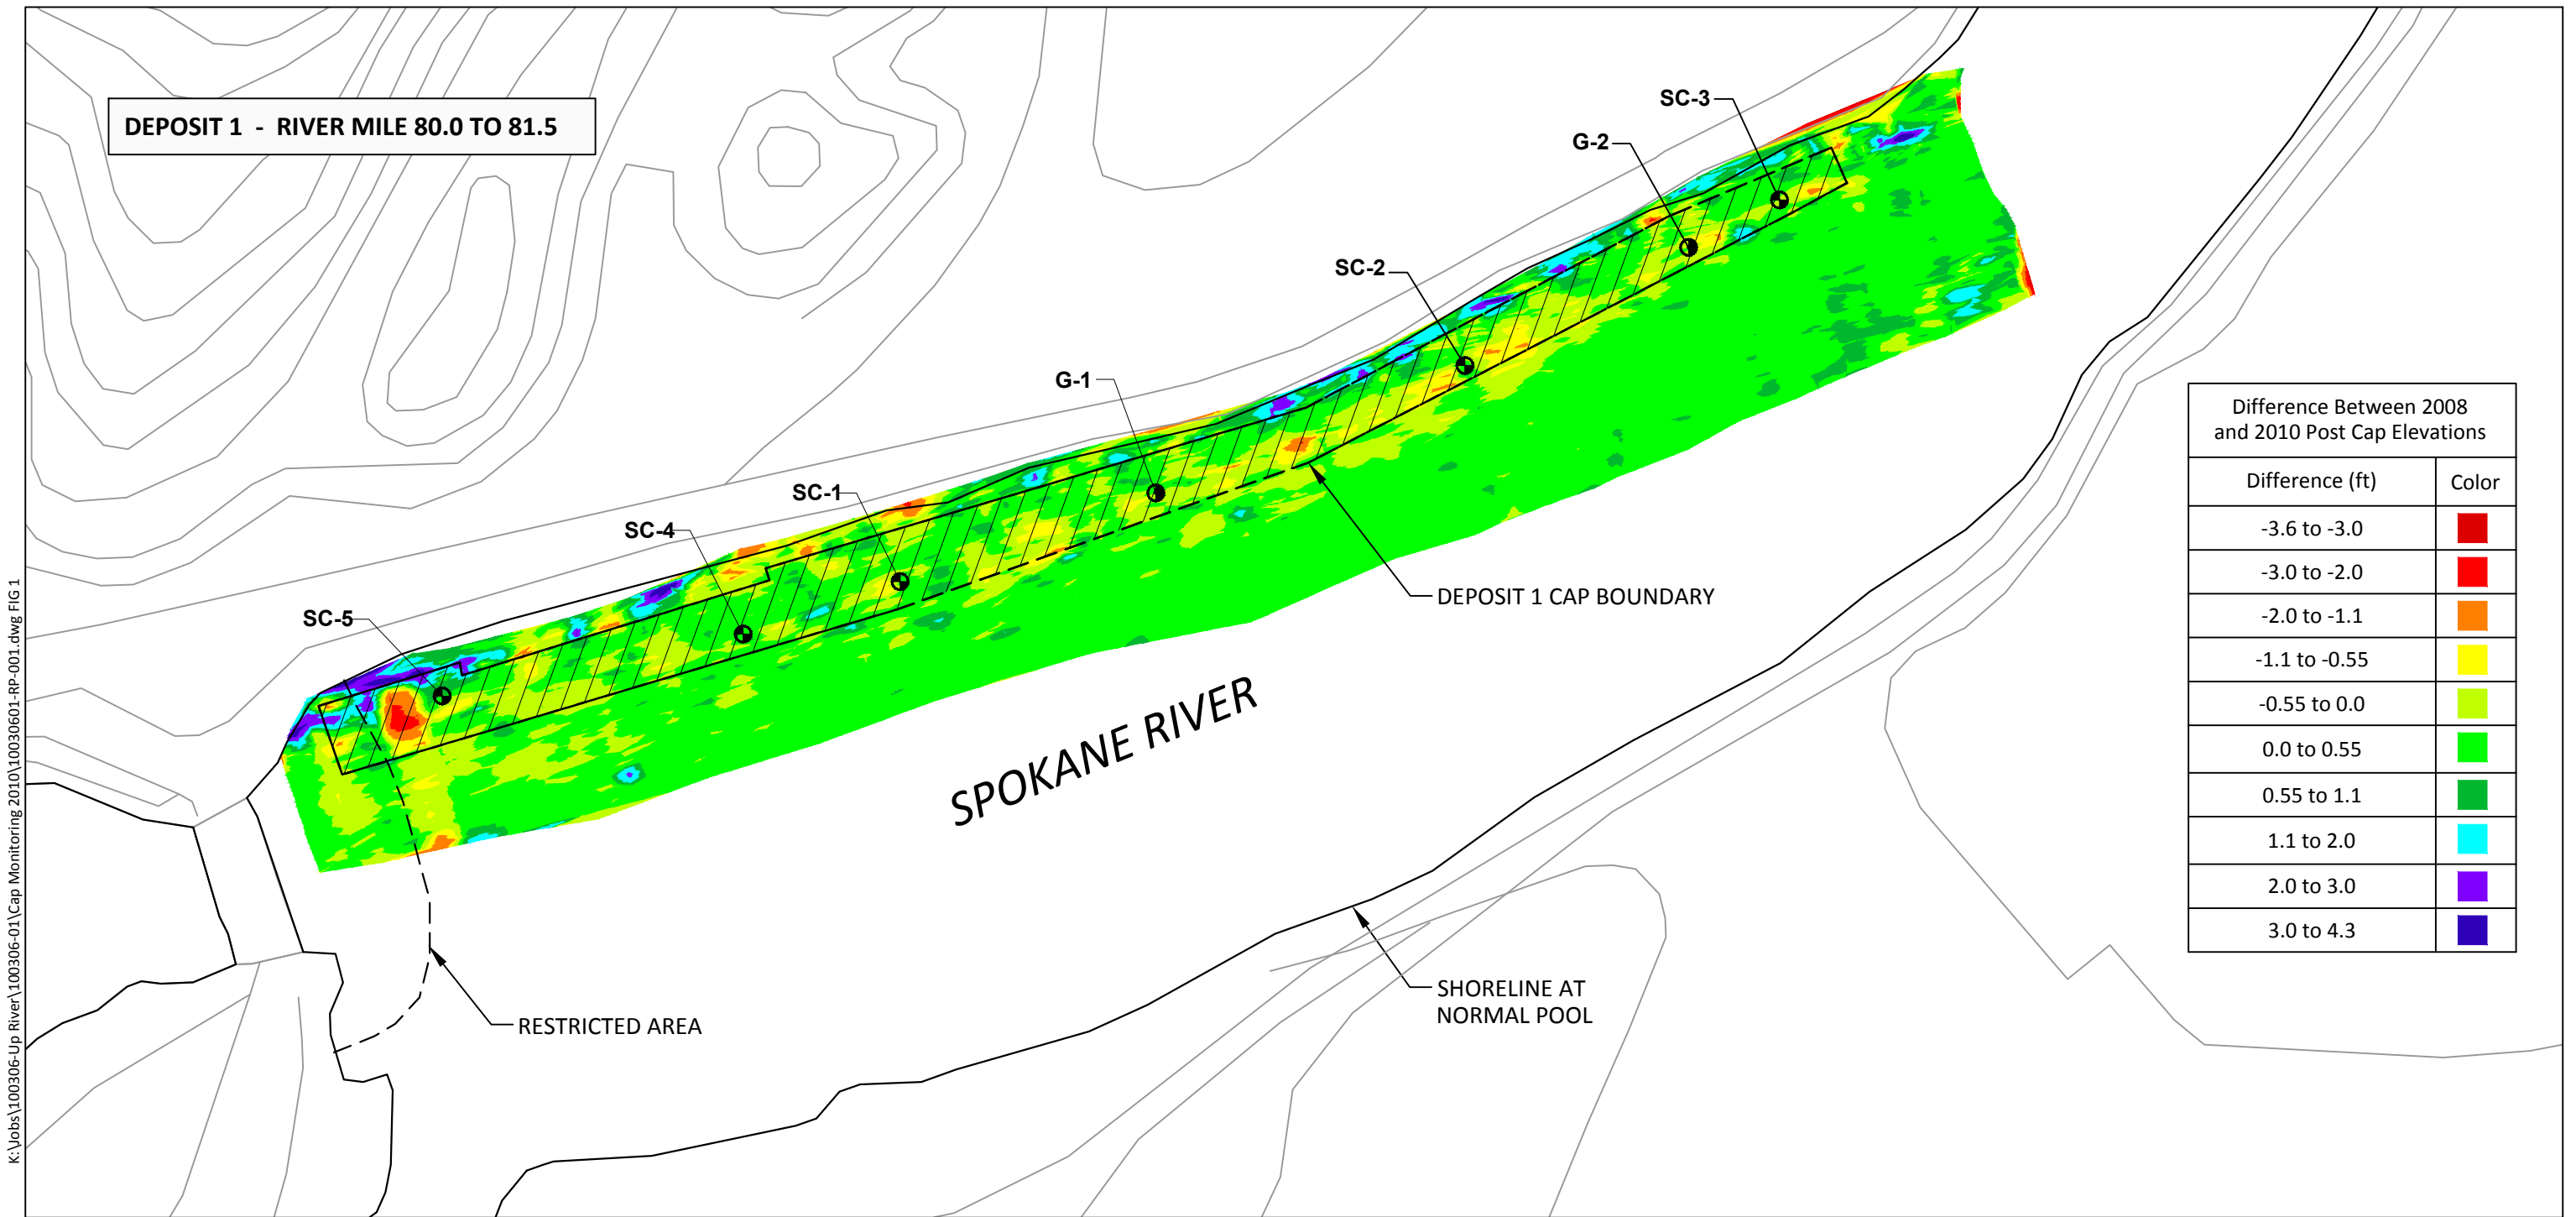 DEPOSIT 1 - RIVER MILE 80.0 TO 81.5
SC-3
G-2
SC-2
G-1
SC-1
SC-4
SC-5
DEPOSIT 1 CAP BOUNDARY
SPOKANE RIVER
RESTRICTED AREA
SHORELINE AT
NORMAL POOL
Difference Between 2008
and 2010 Post Cap Elevations
Difference (ft) Color
-3.6 to -3.0
-3.0 to -2.0
-2.0 to -1.1
-1.1 to -0.55
-0.55 to 0.0
0.0 to 0.55
0.55 to 1.1
1.1 to 2.0
2.0 to 3.0
3.0 to 4.3
K:\Jobs\100306-Up River\100306-01\Cap Monitoring 2010\10030601-RP-001.dwg FIG 1